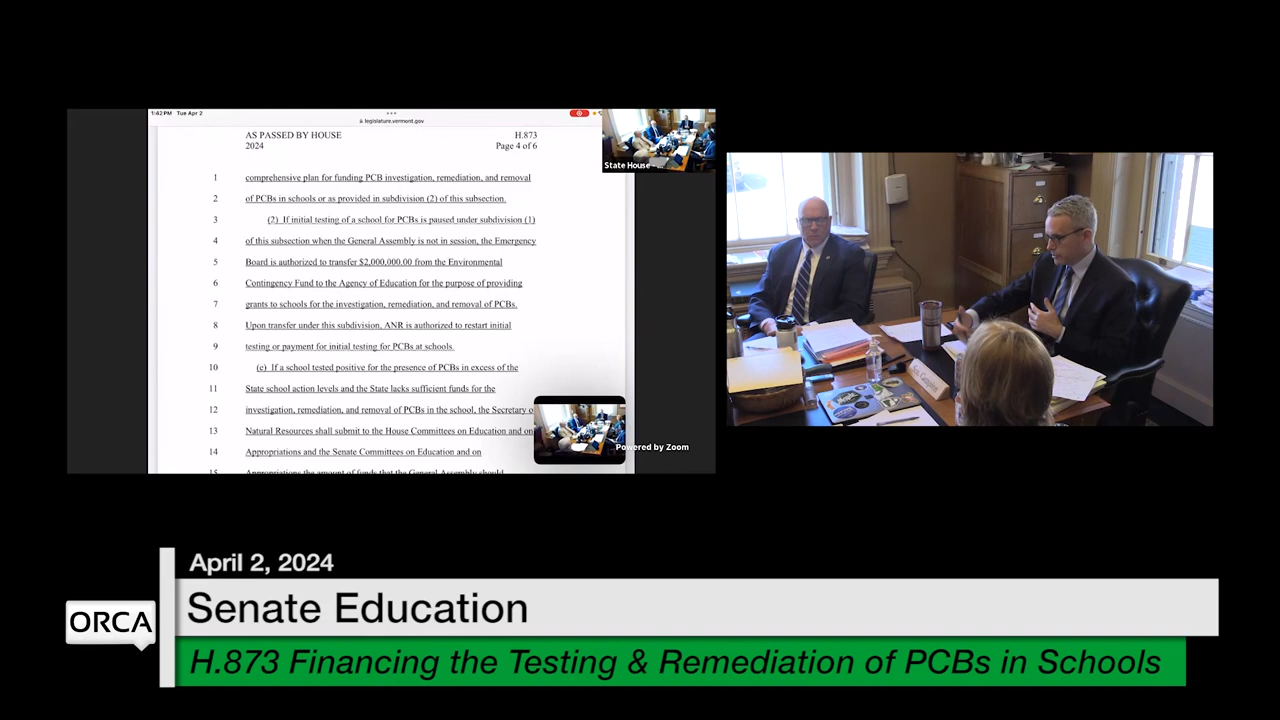 1:42 PM Tue Apr 2
legislature.vermont.gov
AS PASSED BY HOUSE H.873
2024 Page 4 of 6
1 comprehensive plan for funding PCB investigation, remediation, and removal
2 of PCBs in schools or as provided in subdivision (2) of this subsection.
3 (2) If initial testing of a school for PCBs is paused under subdivision (1)
4 of this subsection when the General Assembly is not in session, the Emergency
5 Board is authorized to transfer $2,000,000.00 from the Environmental
6 Contingency Fund to the Agency of Education for the purpose of providing
7 grants to schools for the investigation, remediation, and removal of PCBs.
8 Upon transfer under this subdivision, ANR is authorized to restart initial
9 testing or payment for initial testing for PCBs at schools.
10 (c) If a school tested positive for the presence of PCBs in excess of the
11 State school action levels and the State lacks sufficient funds for the
12 investigation, remediation, and removal of PCBs in the school, the Secretary o
13 Natural Resources shall submit to the House Committees on Education and on
14 Appropriations and the Senate Committees on Education and on
15 Appropriations the amount of funds that the General Assembly should
State House - ...
Powered by Zoom
April 2, 2024
Senate Education
ORCA
H.873 Financing the Testing & Remediation of PCBs in Schools